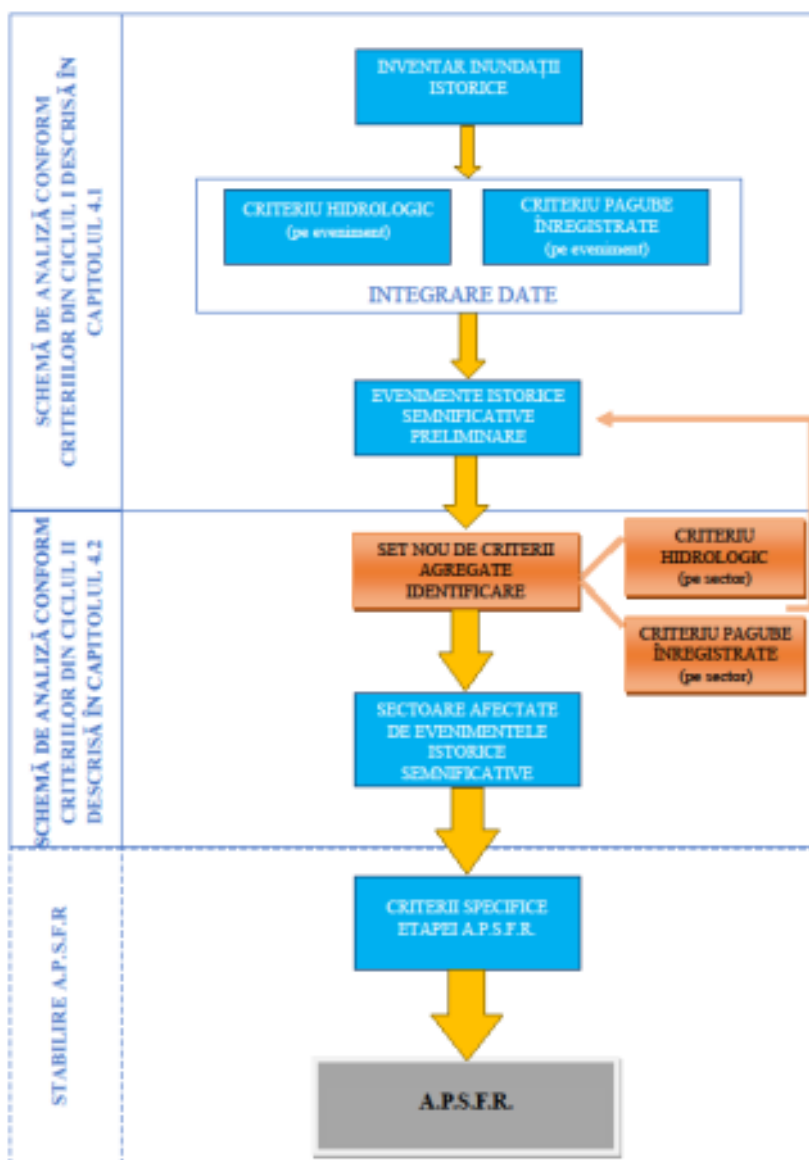 SCHEMĂ DE ANALIZĂ CONFORM
CRITERIILOR DIN CICLUL I DESCRISĂ ÎN
CAPITOLUL 4.1
INVENTAR INUNDAȚII
ISTORICE
CRITERIU HIDROLOGIC
(pe eveniment)
CRITERIU PAGUBE
ÎNREGISTRATE
(pe eveniment)
INTEGRARE DATE
EVENIMENTE ISTORICE
SEMNIFICATIVE
PRELIMINARE
SCHEMĂ DE ANALIZĂ CONFORM
CRITERIILOR DIN CICLUL II
DESCRISĂ ÎN CAPITOLUL 4.2
SET NOU DE CRITERII
AGREGATE
IDENTIFICARE
CRITERIU
HIDROLOGIC
(pe sector)
CRITERIU PAGUBE
ÎNREGISTRATE
(pe sector)
SECTOARE AFECTATE
DE EVENIMENTELE
ISTORICE
SEMNIFICATIVE
STABILIRE A.P.S.F.R
CRITERII SPECIFICE
ETAPEI A.P.S.F.R.
A.P.S.F.R.